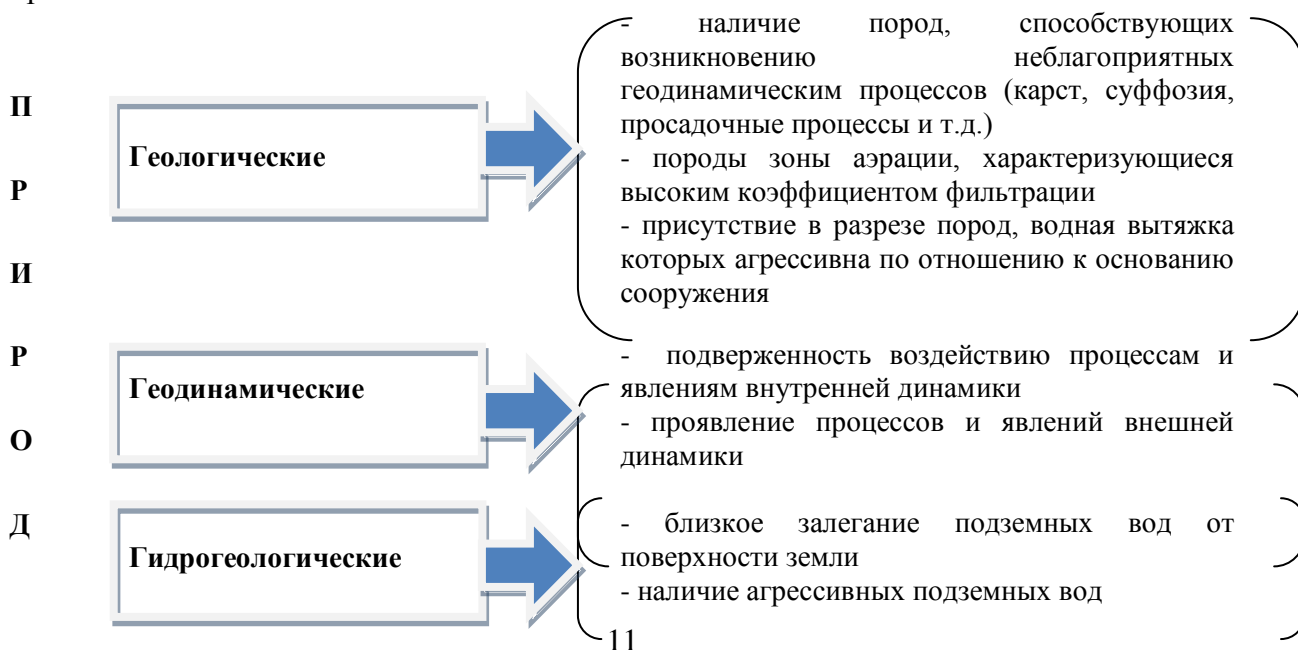 П
Р
И
Р
О
Д
Геологические
- наличие пород, способствующих
возникновению неблагоприятных
геодинамическим процессов (карст, суффозия,
просадочные процессы и т.д.)
- породы зоны аэрации, характеризующиеся
высоким коэффициентом фильтрации
- присутствие в разрезе пород, водная вытяжка
которых агрессивна по отношению к основанию
сооружения
Геодинамические
- подверженность воздействию процессам и
явлениям внутренней динамики
- проявление процессов и явлений внешней
динамики
Гидрогеологические
- близкое залегание подземных вод от
поверхности земли
- наличие агрессивных подземных вод
11